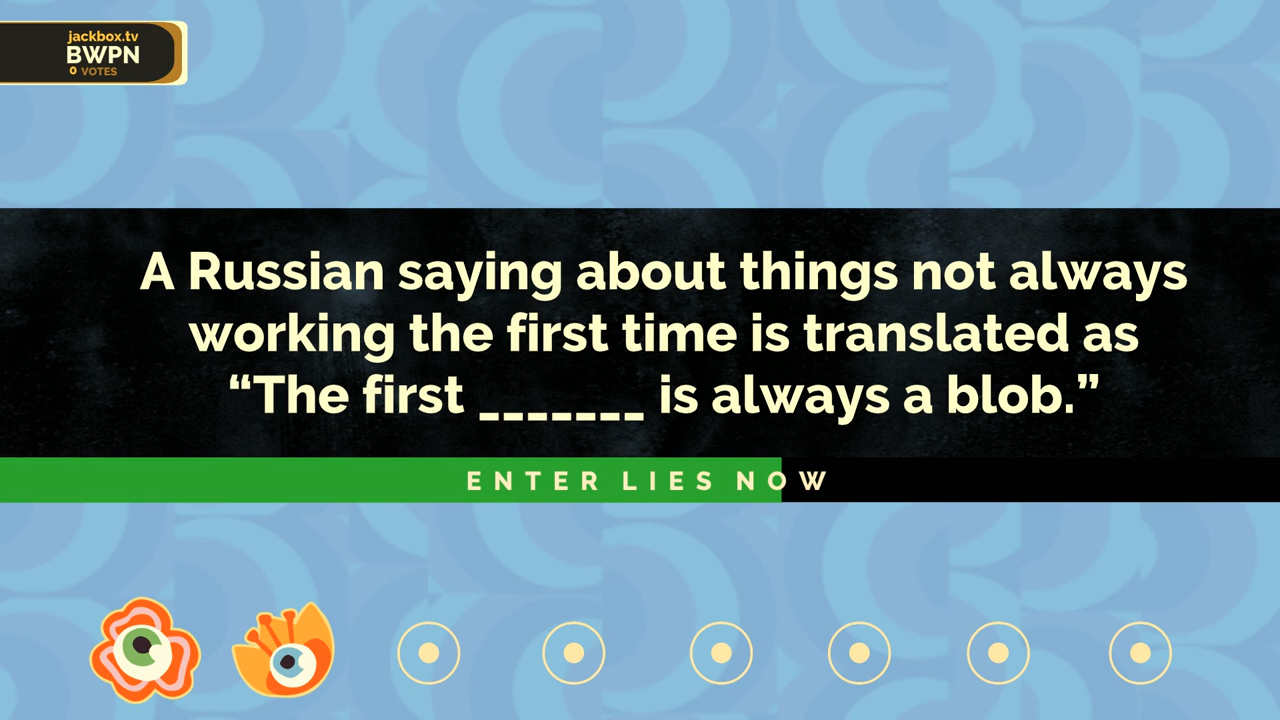 jackbox.tv
BWPN
0 VOTES
A Russian saying about things not always
working the first time is translated as
“The first _______ is always a blob.”
ENTER LIES NOW